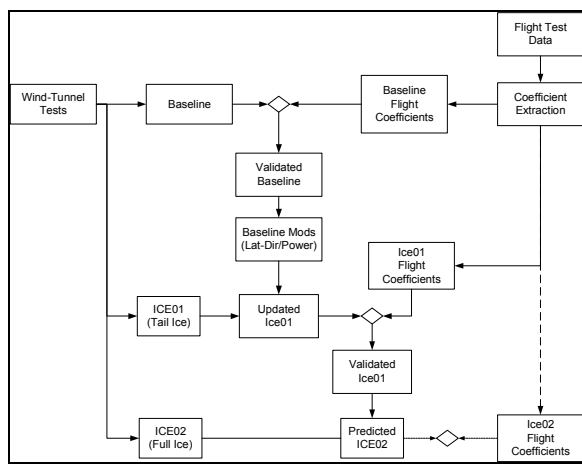 Flight Test
Data
Wind-Tunnel
Tests
Baseline
Baseline
Flight
Coefficients
Coefficient
Extraction
Validated
Baseline
Baseline Mods
(Lat-Dir/Power)
Ice01
Flight
Coefficients
ICE01
(Tail Ice)
Updated
Ice01
Validated
Ice01
ICE02
(Full Ice)
Predicted
ICE02
Ice02
Flight
Coefficients